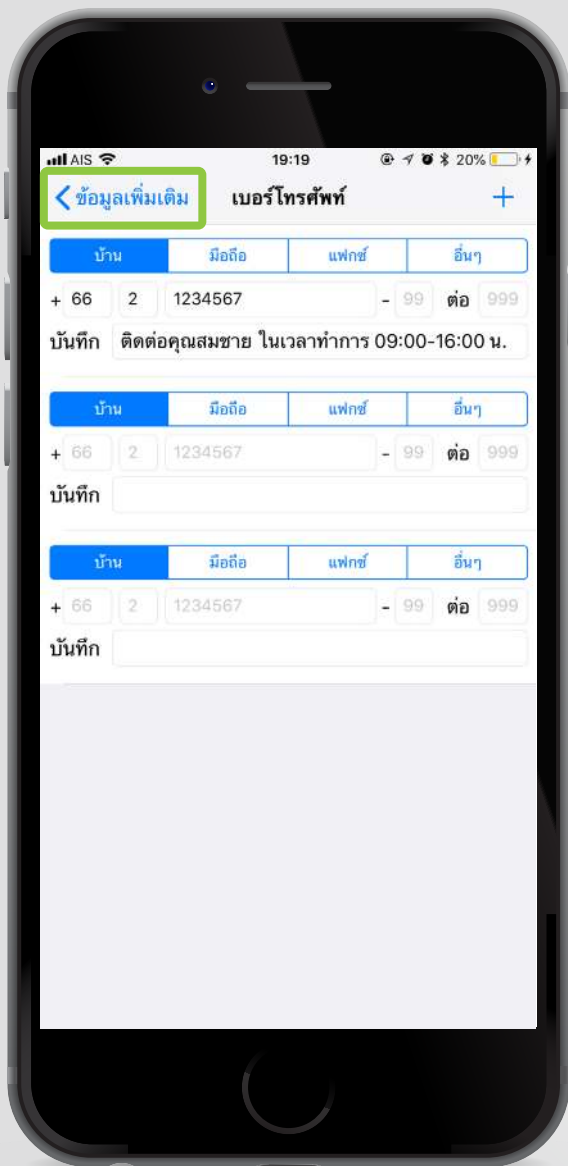 AIS 19:19 20%
ข้อมูลเพิ่มเติม เบอร์โทรศัพท์ +
บ้าน มือถือ แฟกซ์ อื่นๆ
+ 66 2 1234567 - 99 ต่อ 999
บันทึก ติดต่อคุณสมชาย ในเวลาทำการ 09:00-16:00 น.
บ้าน มือถือ แฟกซ์ อื่นๆ
+ 66 2 1234567 - 99 ต่อ 999
บันทึก
บ้าน มือถือ แฟกซ์ อื่นๆ
+ 66 2 1234567 - 99 ต่อ 999
บันทึก